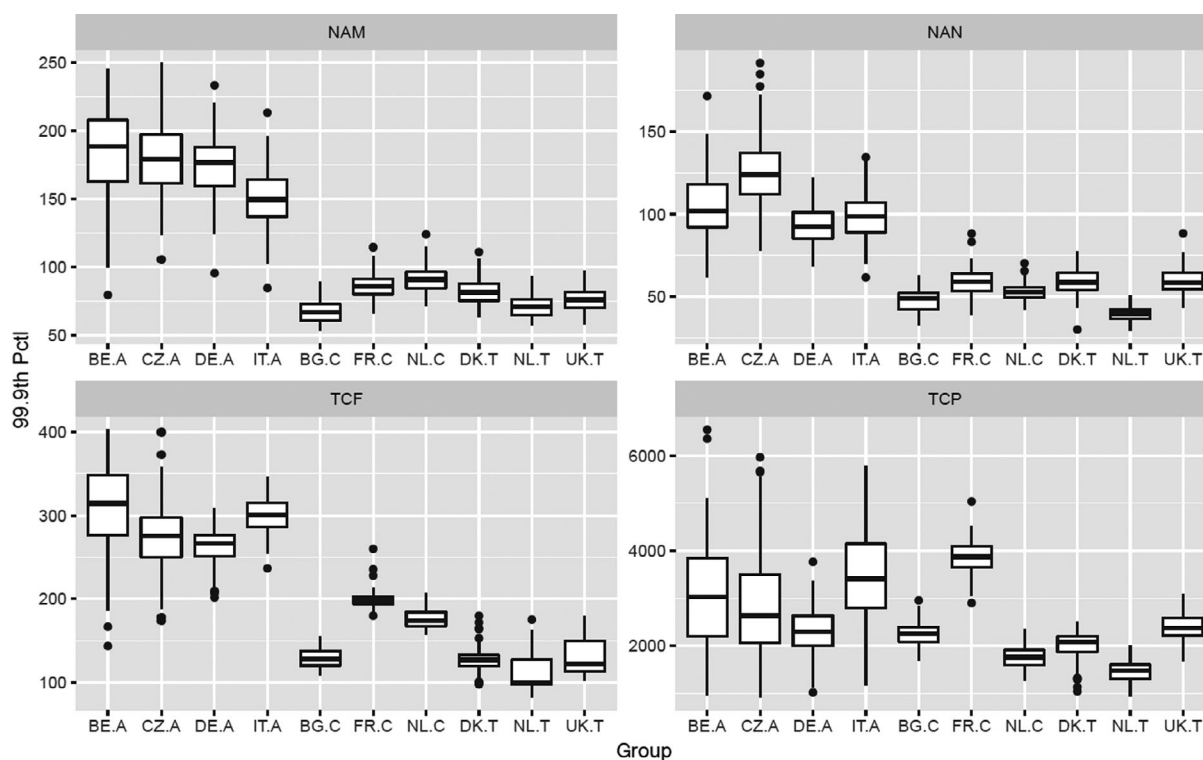 NAM
NAN
250
200
150
100
50
150
100
50
BE.A CZ.A DE.A IT.A BG.C FR.C NL.C DK.T NL.T UK.T
BE.A CZ.A DE.A IT.A BG.C FR.C NL.C DK.T NL.T UK.T
99.9th Pctl
TCF
TCP
400
300
200
100
6000
4000
2000
BE.A CZ.A DE.A IT.A BG.C FR.C NL.C DK.T NL.T UK.T
BE.A CZ.A DE.A IT.A BG.C FR.C NL.C DK.T NL.T UK.T
Group